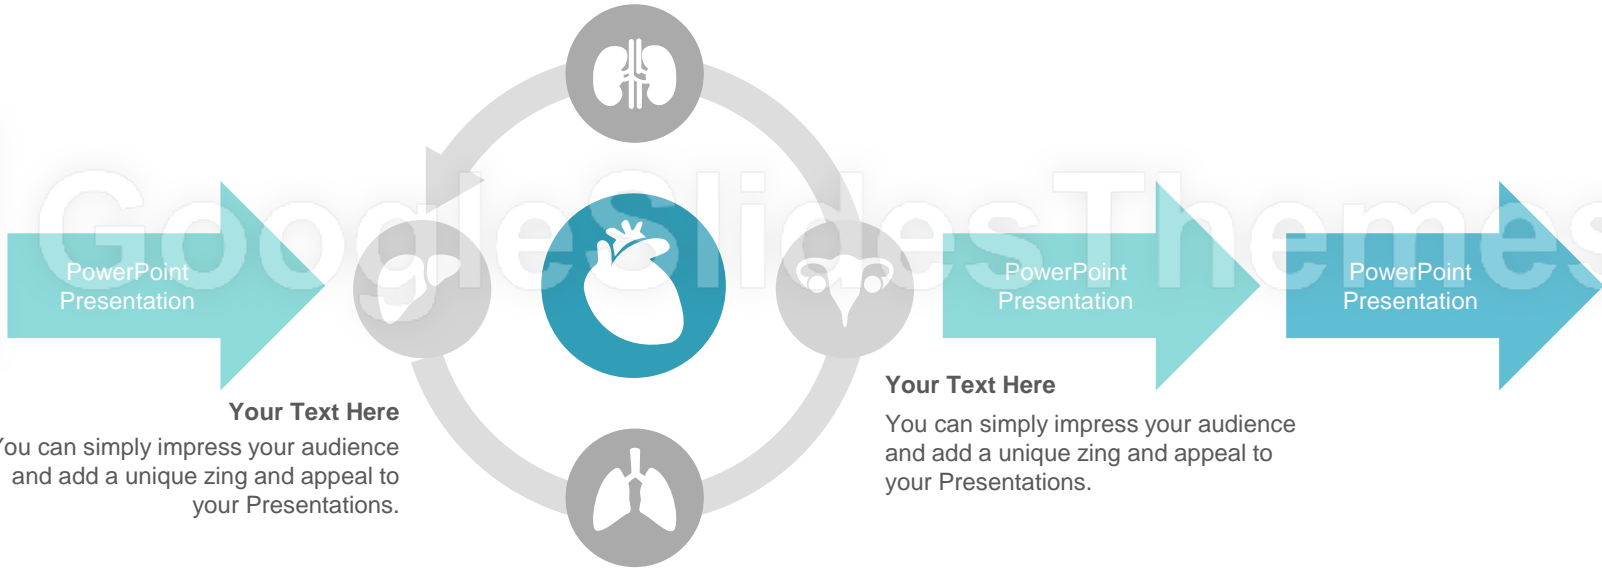 GoogleSlidesThemes
PowerPoint
Presentation
PowerPoint
Presentation
PowerPoint
Presentation
Your Text Here
You can simply impress your audience
and add a unique zing and appeal to
your Presentations.
Your Text Here
You can simply impress your audience
and add a unique zing and appeal to
your Presentations.